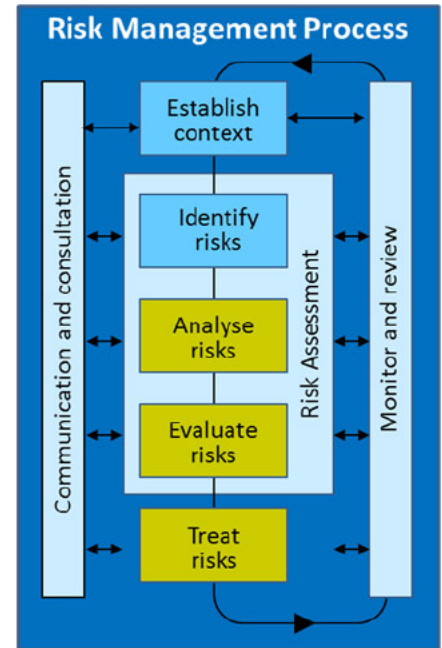 Risk Management Process
Establish
context
Communication and consultation
Identify
risks
Analyse
risks
Evaluate
risks
Risk Assessment
Monitor and review
Treat
risks